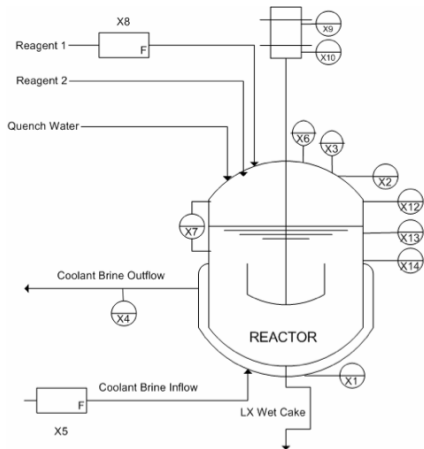 X8
X9
Reagent 1
F
X10
Reagent 2
X6
X3
Quench Water
X2
X12
X7
X13
X14
Coolant Brine Outflow
X4
REACTOR
X1
Coolant Brine Inflow
F
LX Wet Cake
X5